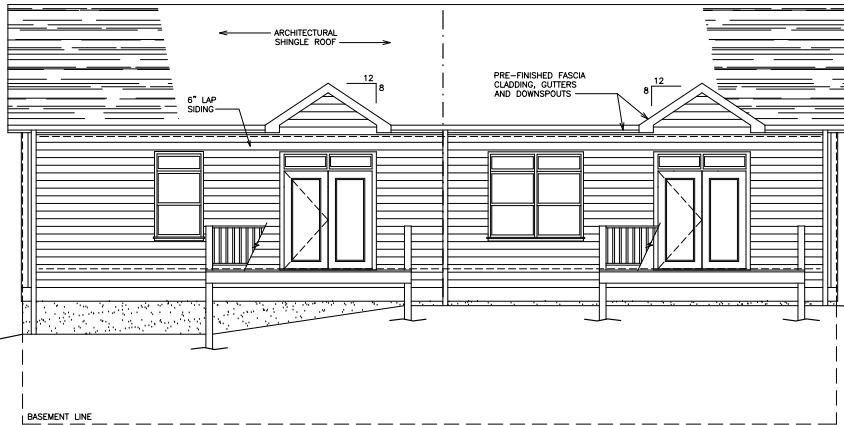 ARCHITECTURAL
SHINGLE ROOF
12
8
PRE-FINISHED FASCIA
CLADDING, GUTTERS
AND DOWNSPOUTS
12
8
6" LAP
SIDING
BASEMENT LINE